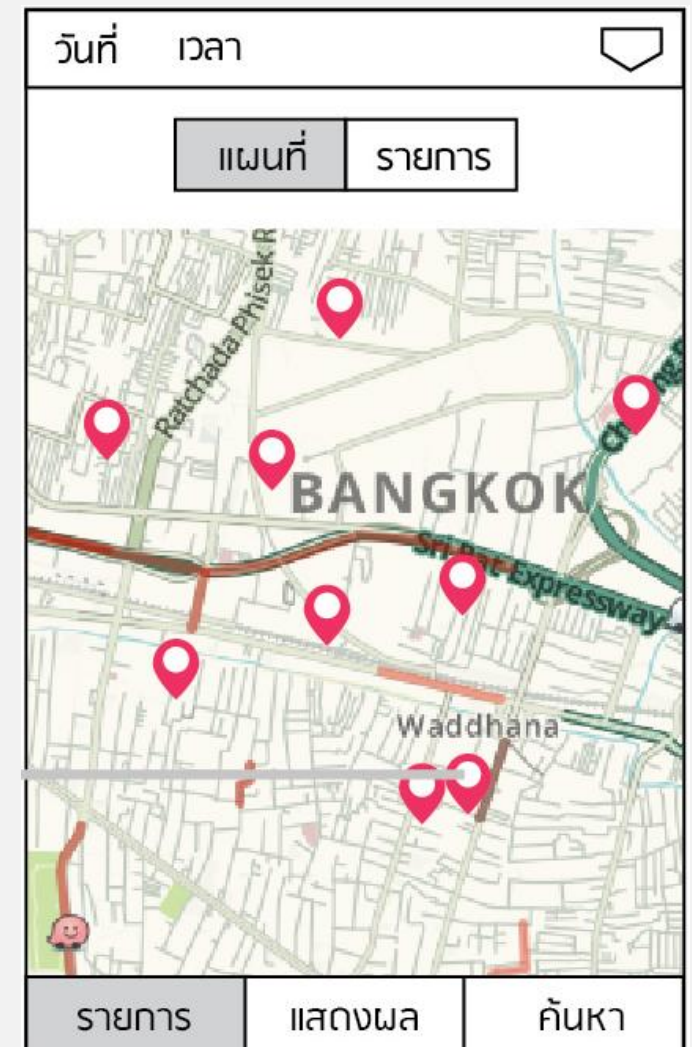 วันที่ เวลา
แผนที่ รายการ
Ratchada Phisek R
BANGKOK
Sri Rat Expressway
Waddhana
รายการ แสดงผล ค้นหา